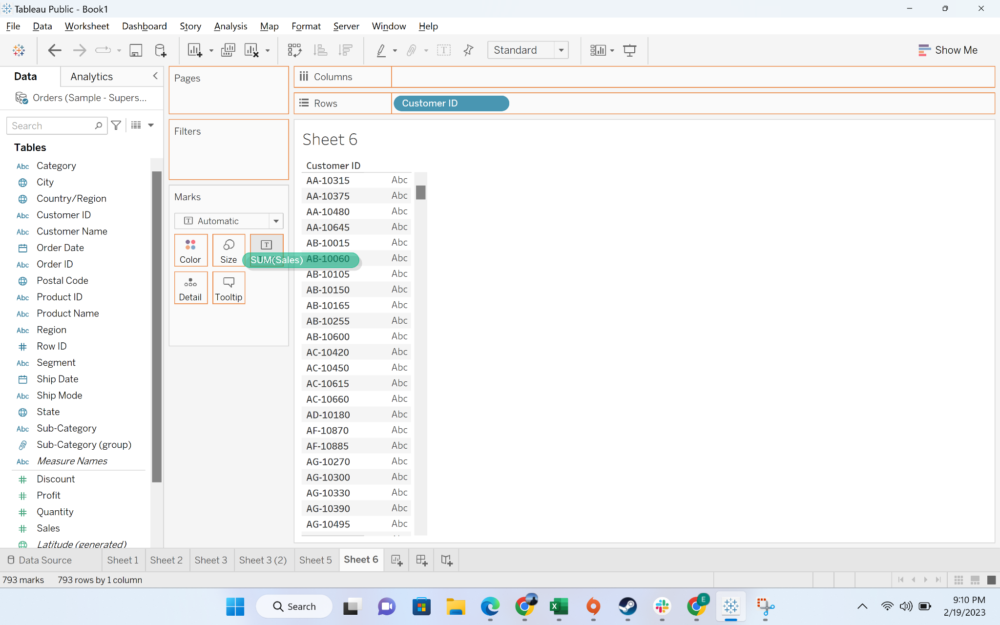 Tableau Public - Book1
File Data Worksheet Dashboard Story Analysis Map Format Server Window Help
Standard
Show Me
Data
Analytics
Orders (Sample - Supers...
Search
Tables
Abc Category
City
Country/Region
Abc Customer ID
Abc Customer Name
Order Date
Abc Order ID
Postal Code
Abc Product ID
Abc Product Name
Abc Region
Row ID
Abc Segment
Ship Date
Abc Ship Mode
State
Abc Sub-Category
Sub-Category (group)
Abc Measure Names
Discount
Profit
Quantity
Sales
Latitude (generated)
Pages
Filters
Marks
Automatic
Color
Size
SUM(Sales)
Detail
Tooltip
Columns
Rows
Customer ID
Sheet 6
Customer ID
AA-10315 Abc
AA-10375 Abc
AA-10480 Abc
AA-10645 Abc
AB-10015 Abc
AB-10060 Abc
AB-10105 Abc
AB-10150 Abc
AB-10165 Abc
AB-10255 Abc
AB-10600 Abc
AC-10420 Abc
AC-10450 Abc
AC-10615 Abc
AC-10660 Abc
AD-10180 Abc
AF-10870 Abc
AF-10885 Abc
AG-10270 Abc
AG-10300 Abc
AG-10330 Abc
AG-10390 Abc
AG-10495 Abc
Data Source Sheet 1 Sheet 2 Sheet 3 Sheet 3 (2) Sheet 5 Sheet 6
793 marks 793 rows by 1 column
Search
E
9:10 PM
2/19/2023